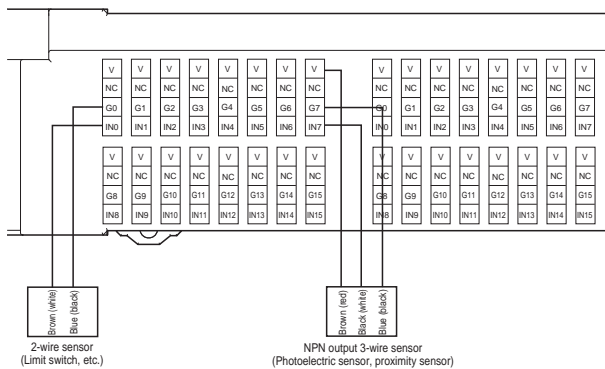 V V V V V V V V V V V V V V V V
NC NC NC NC NC NC NC NC NC NC NC NC NC NC NC NC
G0 G1 G2 G3 G4 G5 G6 G7 G0 G1 G2 G3 G4 G5 G6 G7
IN0 IN1 IN2 IN3 IN4 IN5 IN6 IN7 IN0 IN1 IN2 IN3 IN4 IN5 IN6 IN7
V V V V V V V V V V V V V V V V
NC NC NC NC NC NC NC NC NC NC NC NC NC NC NC NC
G8 G9 G10 G11 G12 G13 G14 G15 G8 G9 G10 G11 G12 G13 G14 G15
IN8 IN9 IN10 IN11 IN12 IN13 IN14 IN15 IN8 IN9 IN10 IN11 IN12 IN13 IN14 IN15
Brown (white)
Blue (black)
2-wire sensor
(Limit switch, etc.)
Brown (red)
Black (white)
Blue (black)
NPN output 3-wire sensor
(Photoelectric sensor, proximity sensor)